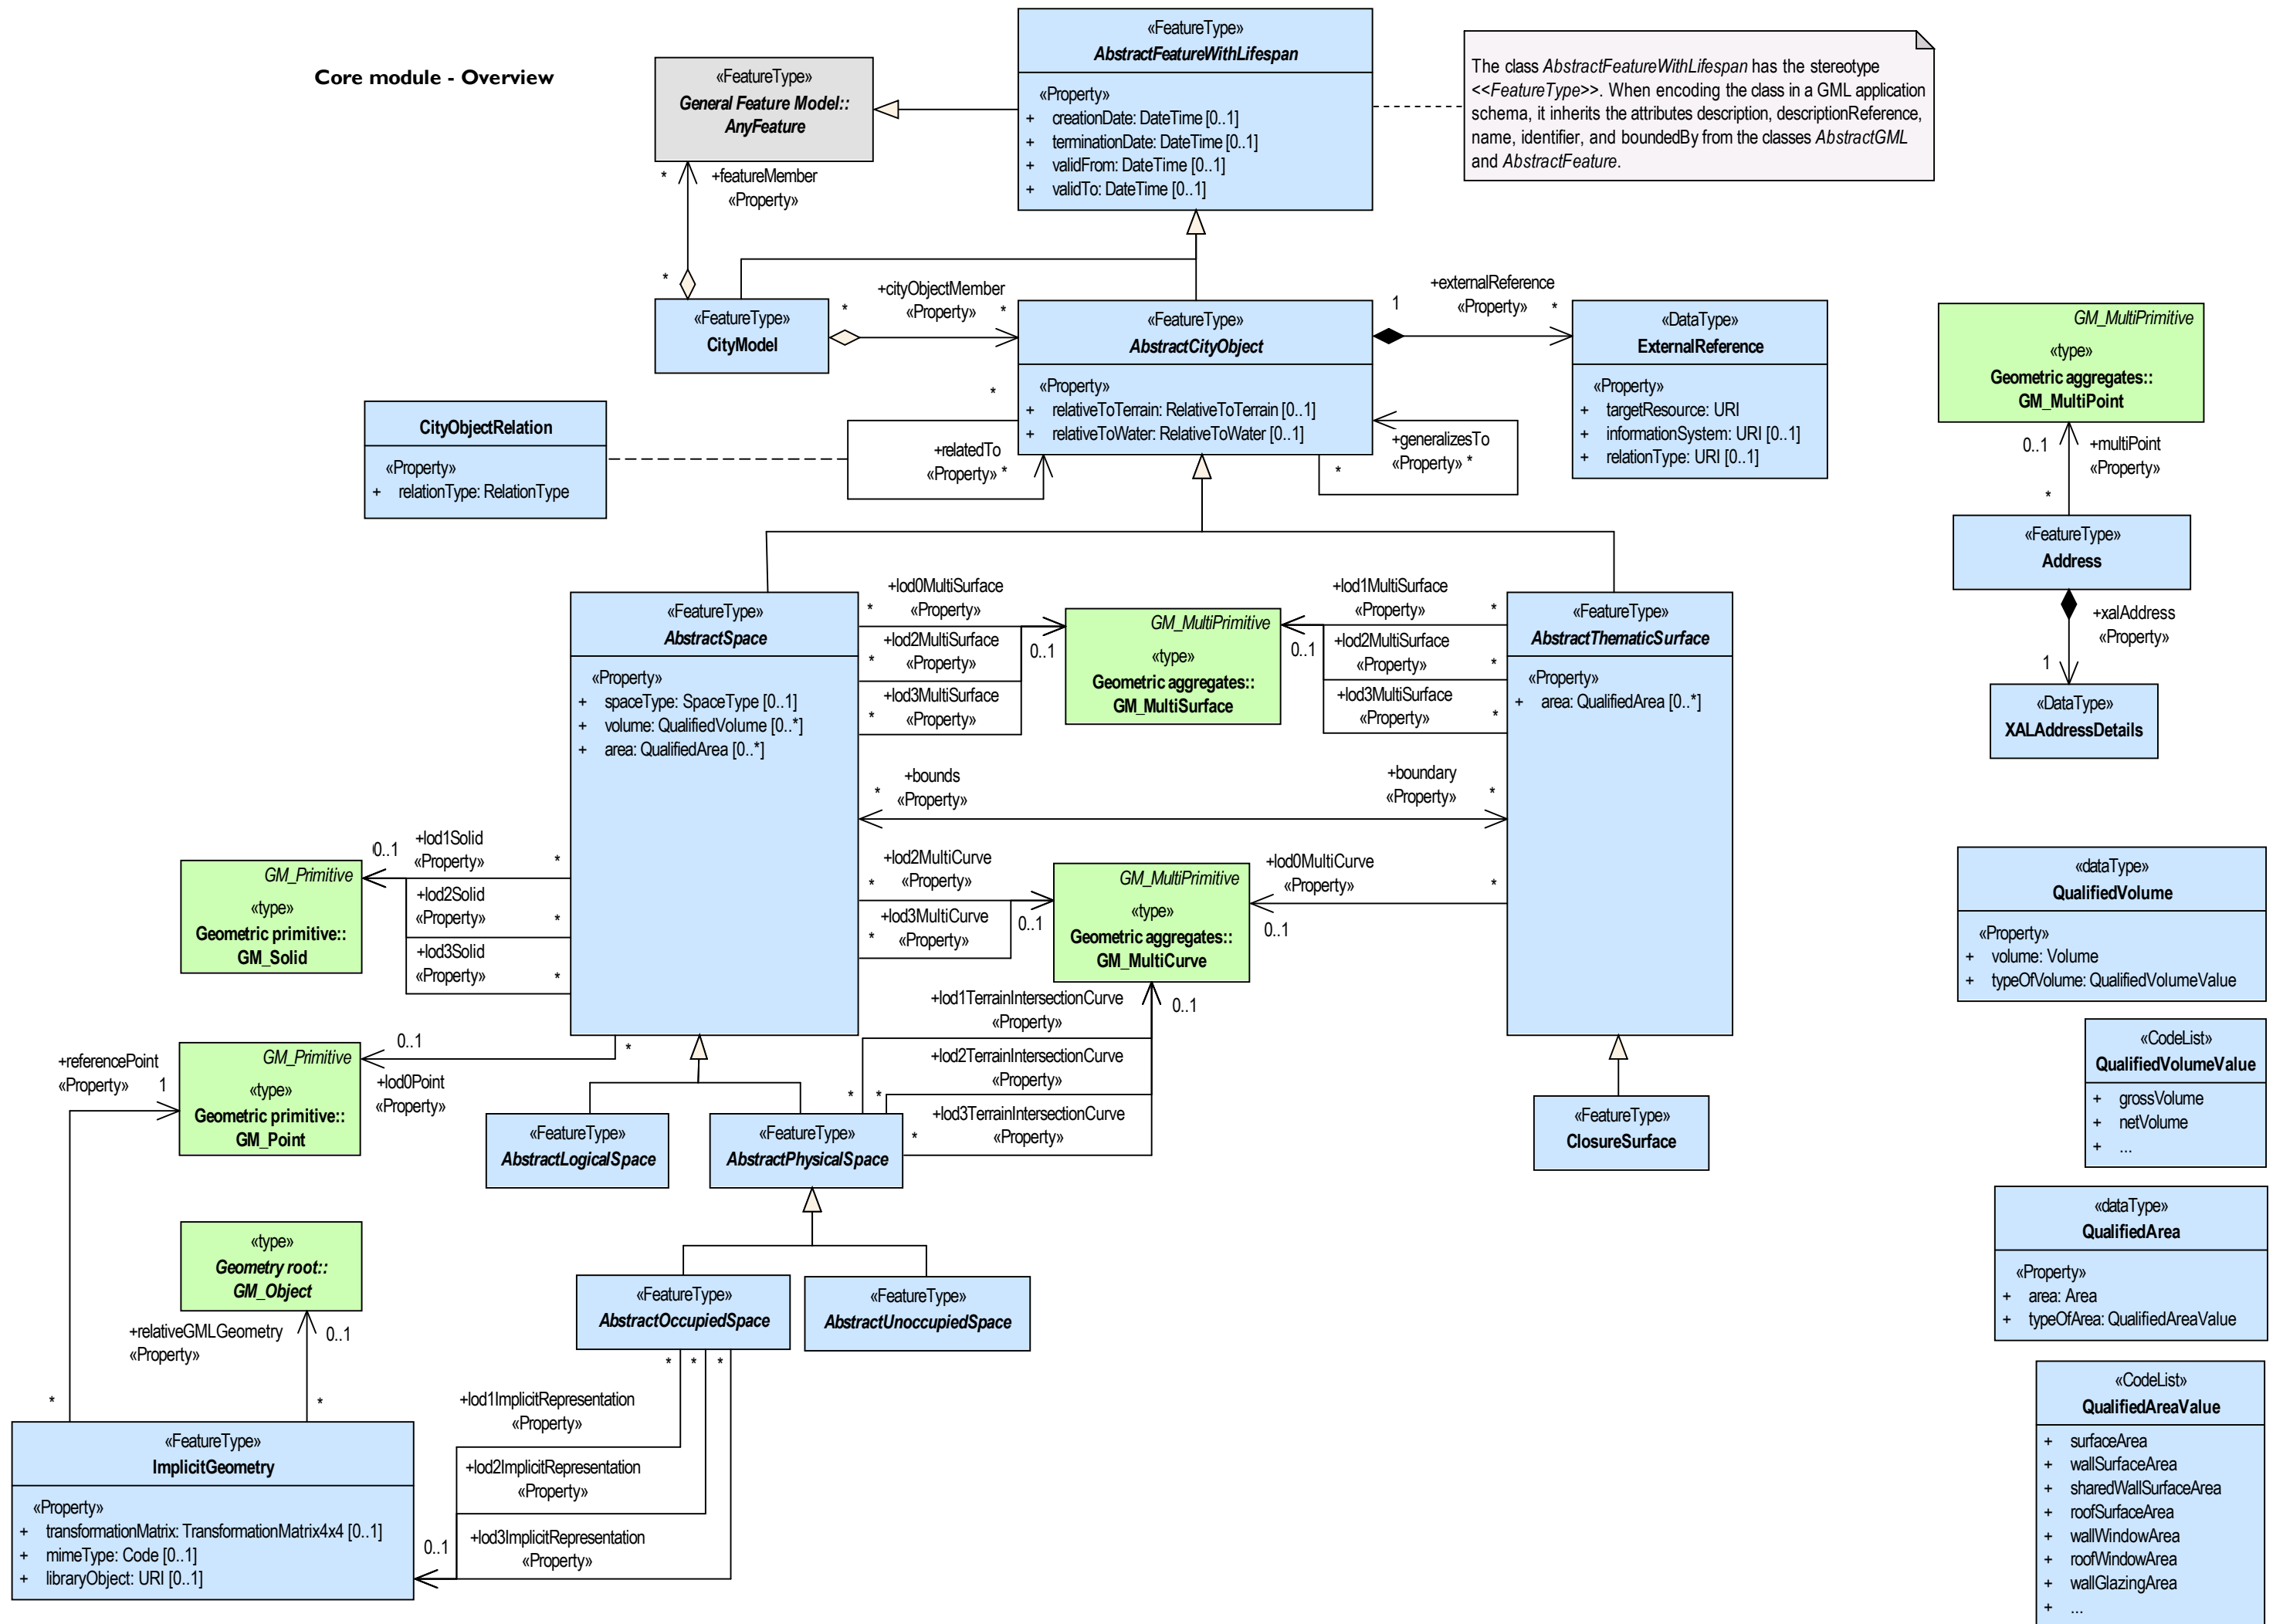 Core module - Overview
«FeatureType»
General Feature Model::
AnyFeature
«FeatureType»
AbstractFeatureWithLifespan
«Property»
+ creationDate: DateTime [0..1]
+ terminationDate: DateTime [0..1]
+ validFrom: DateTime [0..1]
+ validTo: DateTime [0..1]
The class AbstractFeatureWithLifespan has the stereotype
<<FeatureType>>. When encoding the class in a GML application
schema, it inherits the attributes description, descriptionReference,
name, identifier, and boundedBy from the classes AbstractGML
and AbstractFeature.
*
+featureMember
«Property»
*
«FeatureType»
CityModel
*
+cityObjectMember
«Property»
*
«FeatureType»
AbstractCityObject
«Property»
+ relativeToTerrain: RelativeToTerrain [0..1]
+ relativeToWater: RelativeToWater [0..1]
1
+externalReference
«Property»
*
«DataType»
ExternalReference
«Property»
+ targetResource: URI
+ informationSystem: URI [0..1]
+ relationType: URI [0..1]
CityObjectRelation
«Property»
+ relationType: RelationType
*
+relatedTo
«Property» *
+generalizesTo
«Property» *
*
GM_MultiPrimitive
«type»
Geometric aggregates::
GM_MultiPoint
0..1
+multiPoint
«Property»
*
«FeatureType»
Address
+xalAddress
«Property»
1
«DataType»
XALAddressDetails
«FeatureType»
AbstractSpace
«Property»
+ spaceType: SpaceType [0..1]
+ volume: QualifiedVolume [0..*]
+ area: QualifiedArea [0..*]
+lod0MultiSurface
* «Property»
+lod2MultiSurface
* «Property»
+lod3MultiSurface
* «Property»
0..1
GM_MultiPrimitive
«type»
Geometric aggregates::
GM_MultiSurface
+lod1MultiSurface
«Property» *
0..1
+lod2MultiSurface
«Property» *
+lod3MultiSurface
«Property» *
«FeatureType»
AbstractThematicSurface
«Property»
+ area: QualifiedArea [0..*]
+bounds
* «Property»
+boundary
«Property» *
0..1
+lod1Solid
«Property» *
+lod2Solid
«Property» *
+lod3Solid
«Property» *
GM_Primitive
«type»
Geometric primitive::
GM_Solid
+lod2MultiCurve
* «Property»
+lod3MultiCurve
* «Property»
0..1
GM_MultiPrimitive
«type»
Geometric aggregates::
GM_MultiCurve
+lod0MultiCurve
«Property» *
0..1
«dataType»
QualifiedVolume
«Property»
+ volume: Volume
+ typeOfVolume: QualifiedVolumeValue
+lod1TerrainIntersectionCurve
«Property»
0..1
+lod2TerrainIntersectionCurve
«Property»
* *
+lod3TerrainIntersectionCurve
* «Property»
+referencePoint
«Property» 1
GM_Primitive
«type»
Geometric primitive::
GM_Point
0..1
*
+lod0Point
«Property»
«FeatureType»
AbstractLogicalSpace
«FeatureType»
AbstractPhysicalSpace
«FeatureType»
ClosureSurface
«CodeList»
QualifiedVolumeValue
+ grossVolume
+ netVolume
+ ...
«type»
Geometry root::
GM_Object
+relativeGMLGeometry
«Property»
0..1
*
*
«FeatureType»
AbstractOccupiedSpace
«FeatureType»
AbstractUnoccupiedSpace
«dataType»
QualifiedArea
«Property»
+ area: Area
+ typeOfArea: QualifiedAreaValue
* * *
+lod1ImplicitRepresentation
«Property»
+lod2ImplicitRepresentation
«Property»
+lod3ImplicitRepresentation
«Property»
0..1
«FeatureType»
ImplicitGeometry
«Property»
+ transformationMatrix: TransformationMatrix4x4 [0..1]
+ mimeType: Code [0..1]
+ libraryObject: URI [0..1]
«CodeList»
QualifiedAreaValue
+ surfaceArea
+ wallSurfaceArea
+ sharedWallSurfaceArea
+ roofSurfaceArea
+ wallWindowArea
+ roofWindowArea
+ wallGlazingArea
+ ...